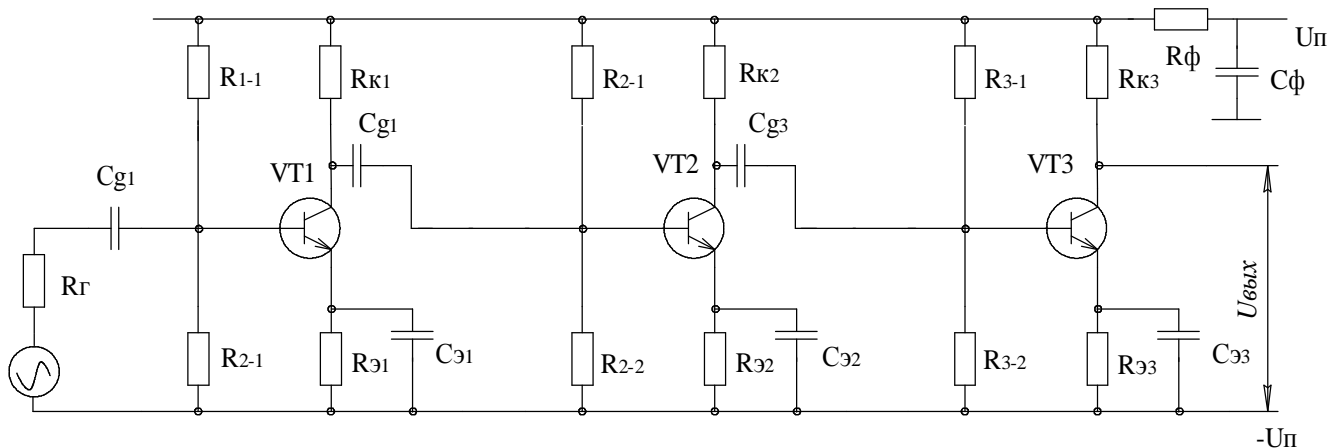 Uп
Rф
Cф
R1-1
Rк1
R2-1
Rк2
R3-1
Rк3
Cg1
Cg3
VT1
VT2
VT3
Cg1
Rг
Uвых
R2-1
Rэ1
Cэ1
R2-2
Rэ2
Cэ2
R3-2
Rэ3
Cэ3
-Uп